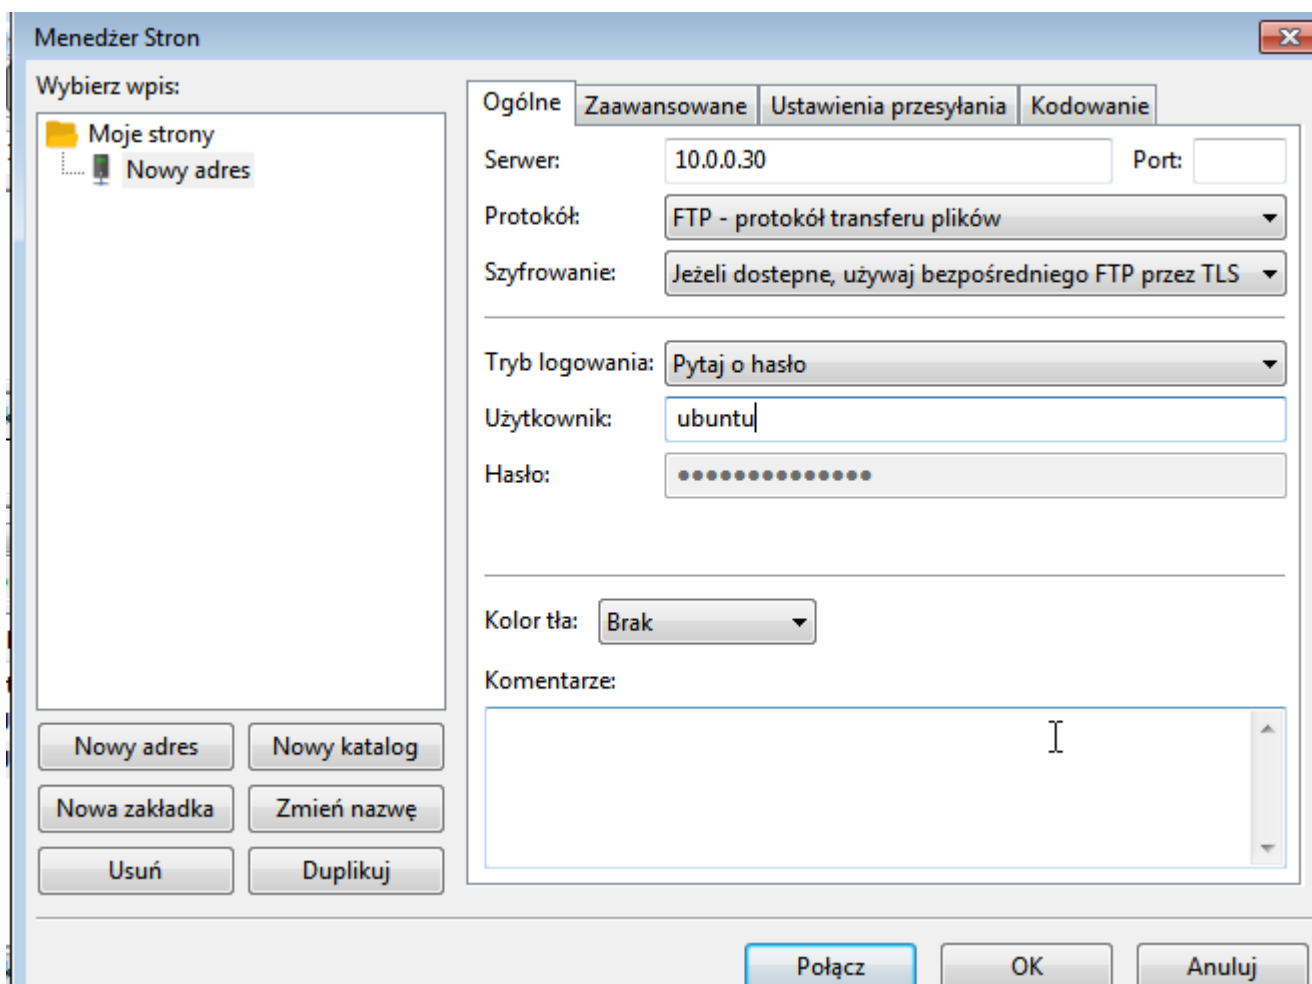 Menedżer Stron
Wybierz wpis:
Moje strony
Nowy adres
Nowy adres
Nowy katalog
Nowa zakładka
Zmień nazwę
Usuń
Duplikuj
Ogólne
Zaawansowane
Ustawienia przesyłania
Kodowanie
Serwer:
10.0.0.30
Port:
Protokół:
FTP - protokół transferu plików
Szyfrowanie:
Jeżeli dostepne, używaj bezpośredniego FTP przez TLS
Tryb logowania:
Pytaj o hasło
Użytkownik:
ubuntu
Hasło:
●●●●●●●●●●●●●●
Kolor tła:
Brak
Komentarze:
Połącz
OK
Anuluj